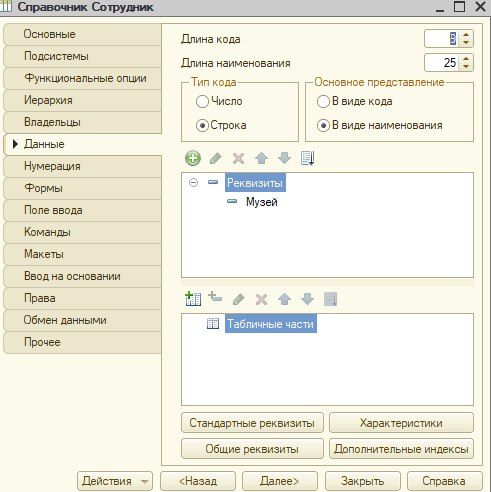 Справочник Сотрудник
Основные
Подсистемы
Функциональные опции
Иерархия
Владельцы
Данные
Нумерация
Формы
Поле ввода
Команды
Макеты
Ввод на основании
Права
Обмен данными
Прочее
Длина кода 9
Длина наименования 25
Тип кода
Число
Строка
Основное представление
В виде кода
В виде наименования
Реквизиты
Музей
Табличные части
Стандартные реквизиты Характеристики
Общие реквизиты Дополнительные индексы
Действия <Назад Далее> Закрыть Справка